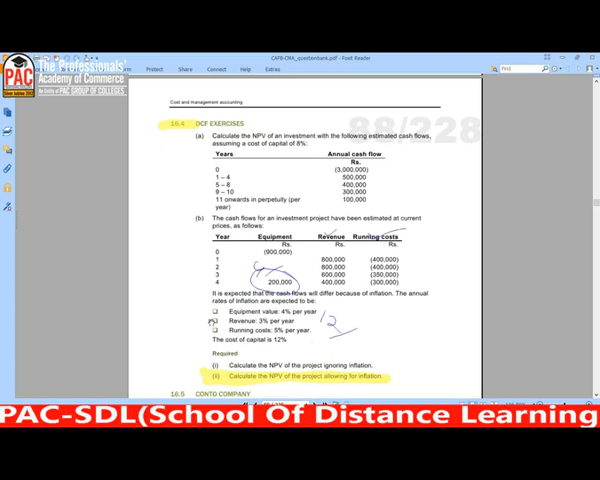 CAF8-CMA_questionbank.pdf - Foxit Reader
The Professionals'
Academy of Commerce
PAC
An Entity of PAC GROUP OF COLLEGES
Protect Share Connect Help Extras
Find
Cost and management accounting
88/228
16.4 DCF EXERCISES
(a) Calculate the NPV of an investment with the following estimated cash flows,
assuming a cost of capital of 8%:
Years Annual cash flow
Rs.
0 (3,000,000)
1 – 4 500,000
5 – 8 400,000
9 – 10 300,000
11 onwards in perpetuity (per 100,000
year)
(b) The cash flows for an investment project have been estimated at current
prices, as follows:
Year Equipment Revenue Running costs
Rs. Rs. Rs.
0 (900,000)
1 800,000 (400,000)
2 800,000 (400,000)
3 600,000 (350,000)
4 200,000 400,000 (300,000)
It is expected that the cash flows will differ because of inflation. The annual
rates of inflation are expected to be:
Equipment value: 4% per year
Revenue: 3% per year
12
Running costs: 5% per year.
The cost of capital is 12%
Required
(i) Calculate the NPV of the project ignoring inflation.
(ii) Calculate the NPV of the project allowing for inflation.
16.5 CONTO COMPANY
PAC-SDL(School Of Distance Learning